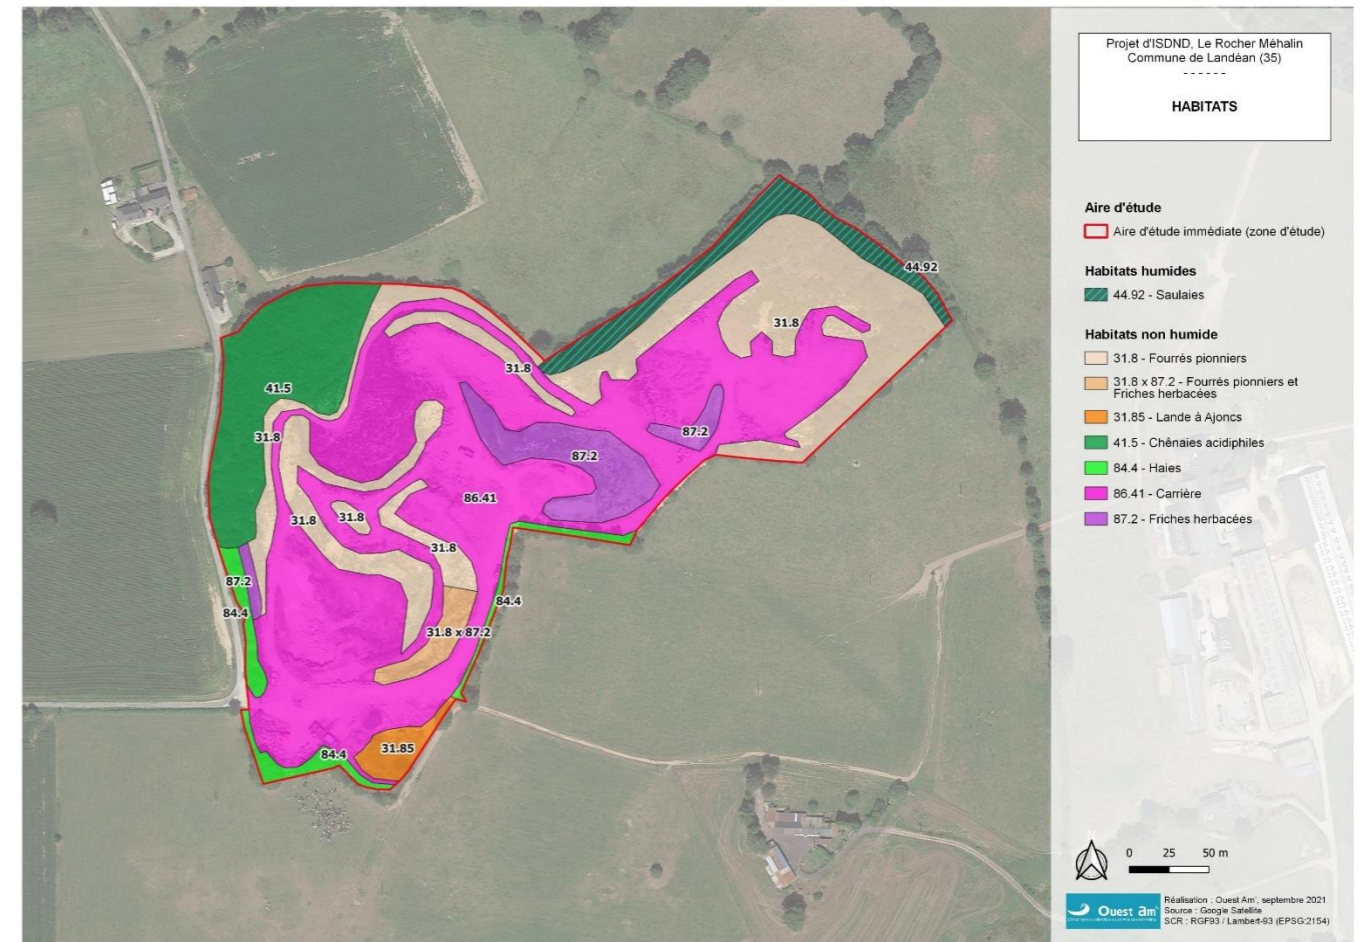 Projet d'ISDND, Le Rocher Méhalin
Commune de Landéan (35)
- - - - - -
HABITATS
Aire d'étude
Aire d'étude immédiate (zone d'étude)
Habitats humides
44.92 - Saulaies
Habitats non humide
31.8 - Fourrés pionniers
31.8 x 87.2 - Fourrés pionniers et
Friches herbacées
31.85 - Lande à Ajoncs
41.5 - Chênaies acidiphiles
84.4 - Haies
86.41 - Carrière
87.2 - Friches herbacées
44.92
31.8
31.8
41.5
87.2
31.8
87.2
86.41
31.8
31.8
31.8
87.2
84.4
84.4
31.8 x 87.2
84.4
31.85
N
0 25 50 m
Ouest am'
Réalisation : Ouest Am', septembre 2021
Source : Google Satellite
SCR : RGF93 / Lambert-93 (EPSG:2154)